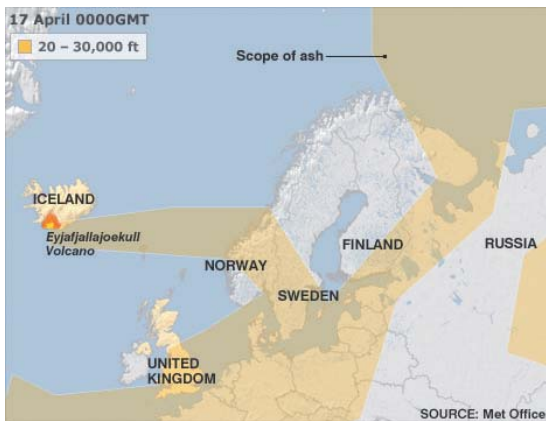 17 April 0000GMT
20 – 30,000 ft
Scope of ash
ICELAND
Eyjafjallajoekull
Volcano
NORWAY
FINLAND
RUSSIA
SWEDEN
UNITED
KINGDOM
SOURCE: Met Office